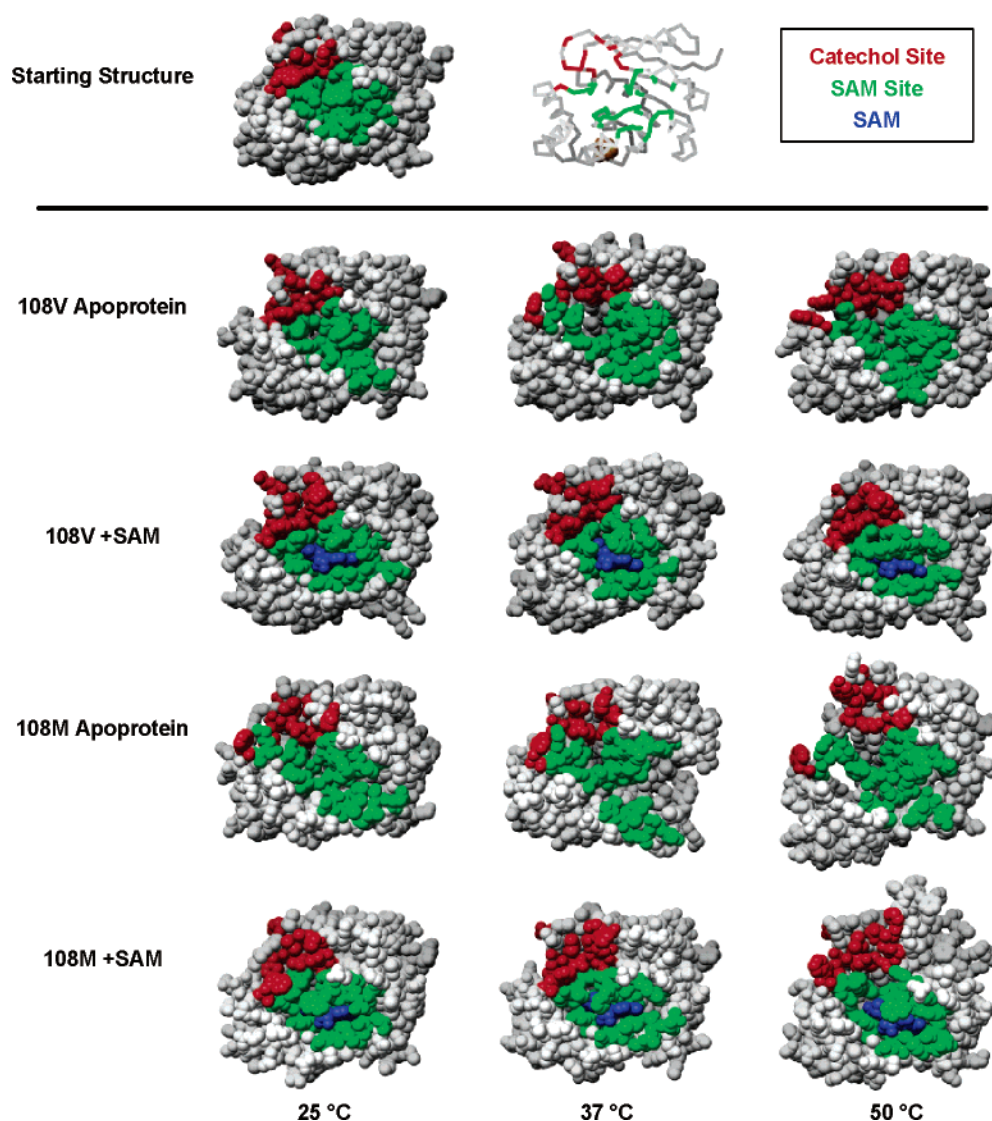 Starting Structure
Catechol Site
SAM Site
SAM
108V Apoprotein
108V +SAM
108M Apoprotein
108M +SAM
25 °C
37 °C
50 °C